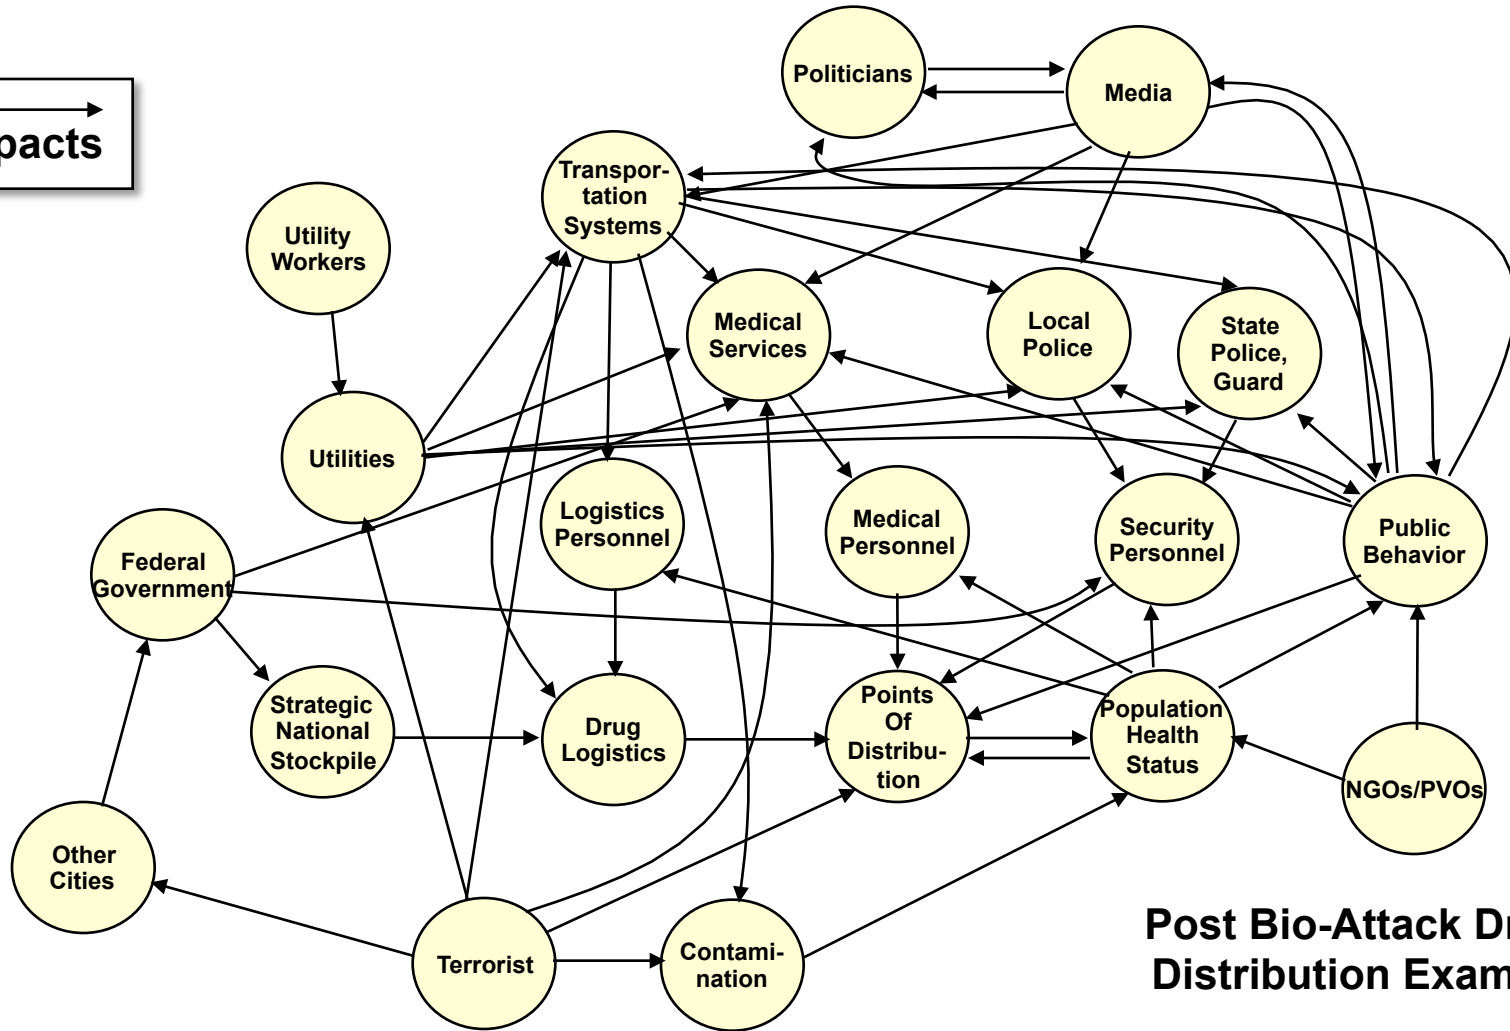 Politicians
Media
pacts
Transpor-
tation
Systems
Utility
Workers
Medical
Services
Local
Police
State
Police,
Guard
Utilities
Logistics
Personnel
Medical
Personnel
Security
Personnel
Public
Behavior
Federal
Government
Strategic
National
Stockpile
Drug
Logistics
Points
Of
Distribu-
tion
Population
Health
Status
NGOs/PVOs
Other
Cities
Terrorist
Contami-
nation
Post Bio-Attack Dr
Distribution Exam